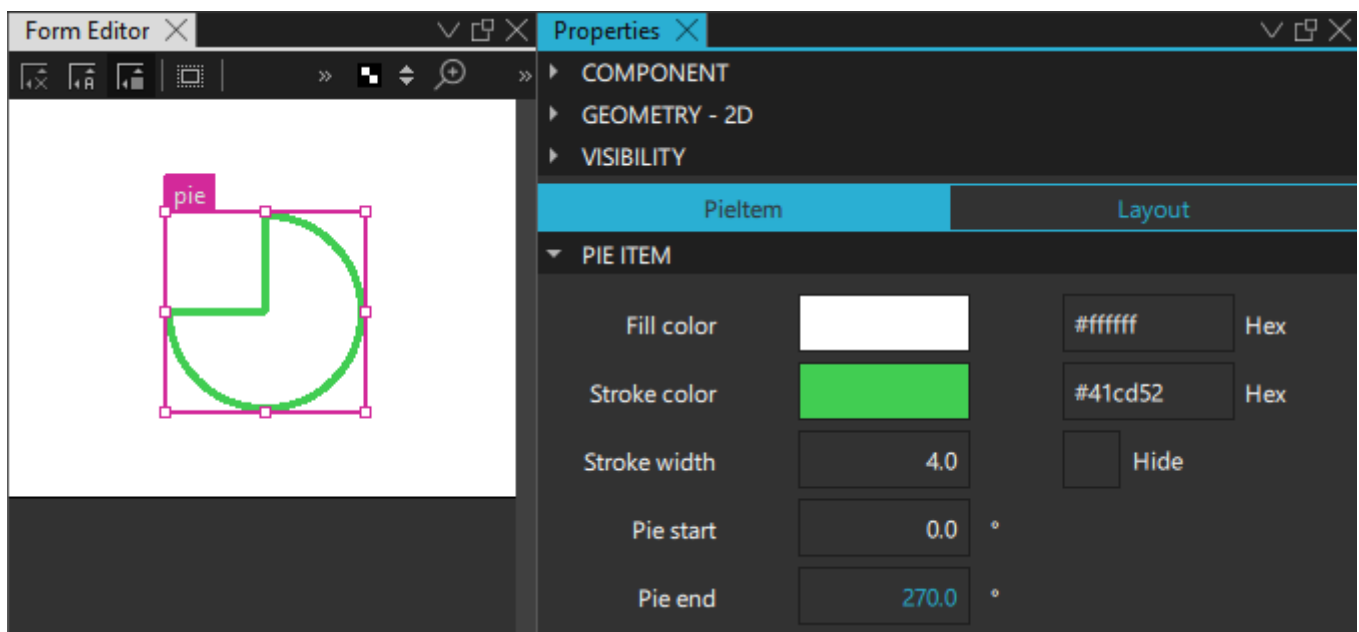 Form Editor
Properties
COMPONENT
GEOMETRY - 2D
VISIBILITY
pie
PieItem Layout
PIE ITEM
Fill color #ffffff Hex
Stroke color #41cd52 Hex
Stroke width 4.0 Hide
Pie start 0.0 °
Pie end 270.0 °